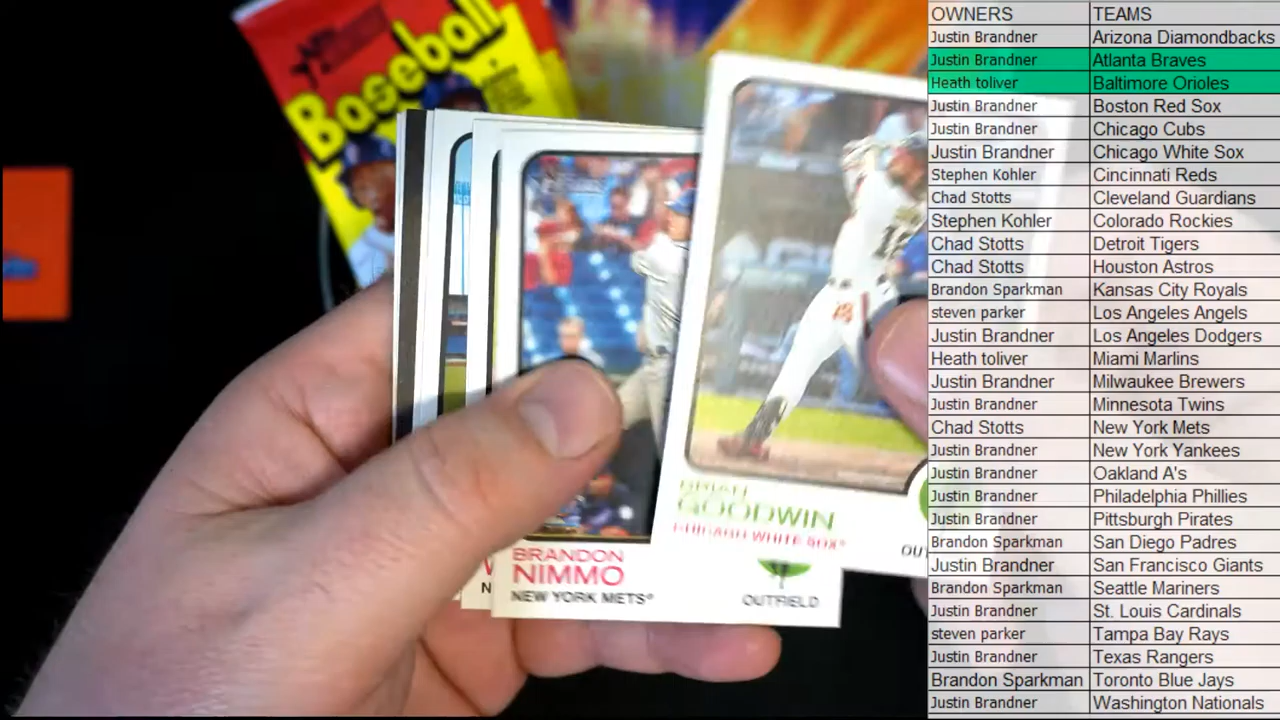 Baseball
BRIAN
GOODWIN
CHICAGO WHITE SOX®
OUT
BRANDON
NIMMO
NEW YORK METS®
OUTFIELD
OWNERS TEAMS
Justin Brandner Arizona Diamondbacks
Justin Brandner Atlanta Braves
Heath toliver Baltimore Orioles
Justin Brandner Boston Red Sox
Justin Brandner Chicago Cubs
Justin Brandner Chicago White Sox
Stephen Kohler Cincinnati Reds
Chad Stotts Cleveland Guardians
Stephen Kohler Colorado Rockies
Chad Stotts Detroit Tigers
Chad Stotts Houston Astros
Brandon Sparkman Kansas City Royals
steven parker Los Angeles Angels
Justin Brandner Los Angeles Dodgers
Heath toliver Miami Marlins
Justin Brandner Milwaukee Brewers
Justin Brandner Minnesota Twins
Chad Stotts New York Mets
Justin Brandner New York Yankees
Justin Brandner Oakland A's
Justin Brandner Philadelphia Phillies
Justin Brandner Pittsburgh Pirates
Brandon Sparkman San Diego Padres
Justin Brandner San Francisco Giants
Brandon Sparkman Seattle Mariners
Justin Brandner St. Louis Cardinals
steven parker Tampa Bay Rays
Justin Brandner Texas Rangers
Brandon Sparkman Toronto Blue Jays
Justin Brandner Washington Nationals